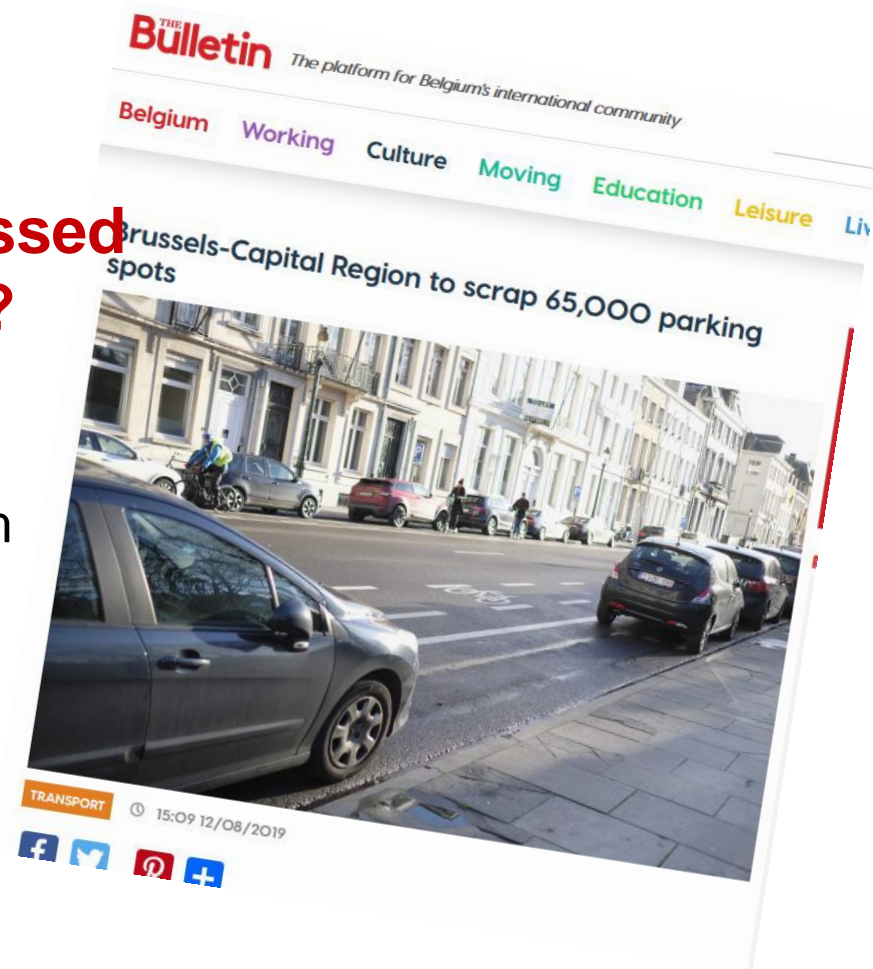 THE
Bulletin The platform for Belgium's international community
Belgium Working Culture Moving Education Leisure
ssed
?
Brussels-Capital Region to scrap 65,000 parking
spots
n
TRANSPORT 15:09 12/08/2019